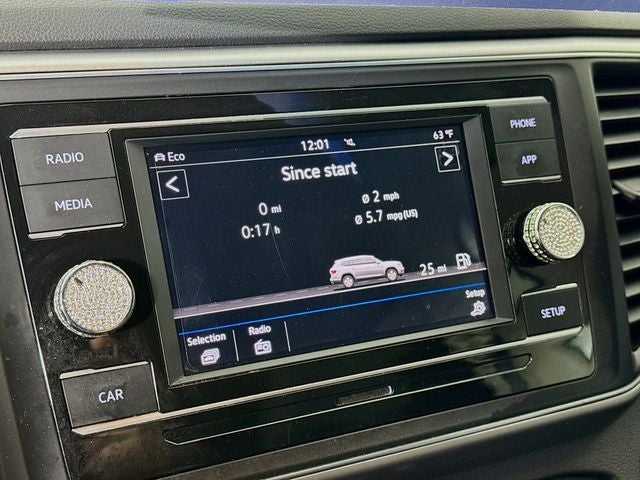 RADIO
MEDIA
CAR
PHONE
APP
SETUP
Eco
12:01
63 °F
Since start
0 mi
0:17 h
Ø 2 mph
Ø 5.7 mpg (US)
25 mi
Selection
Radio
Setup